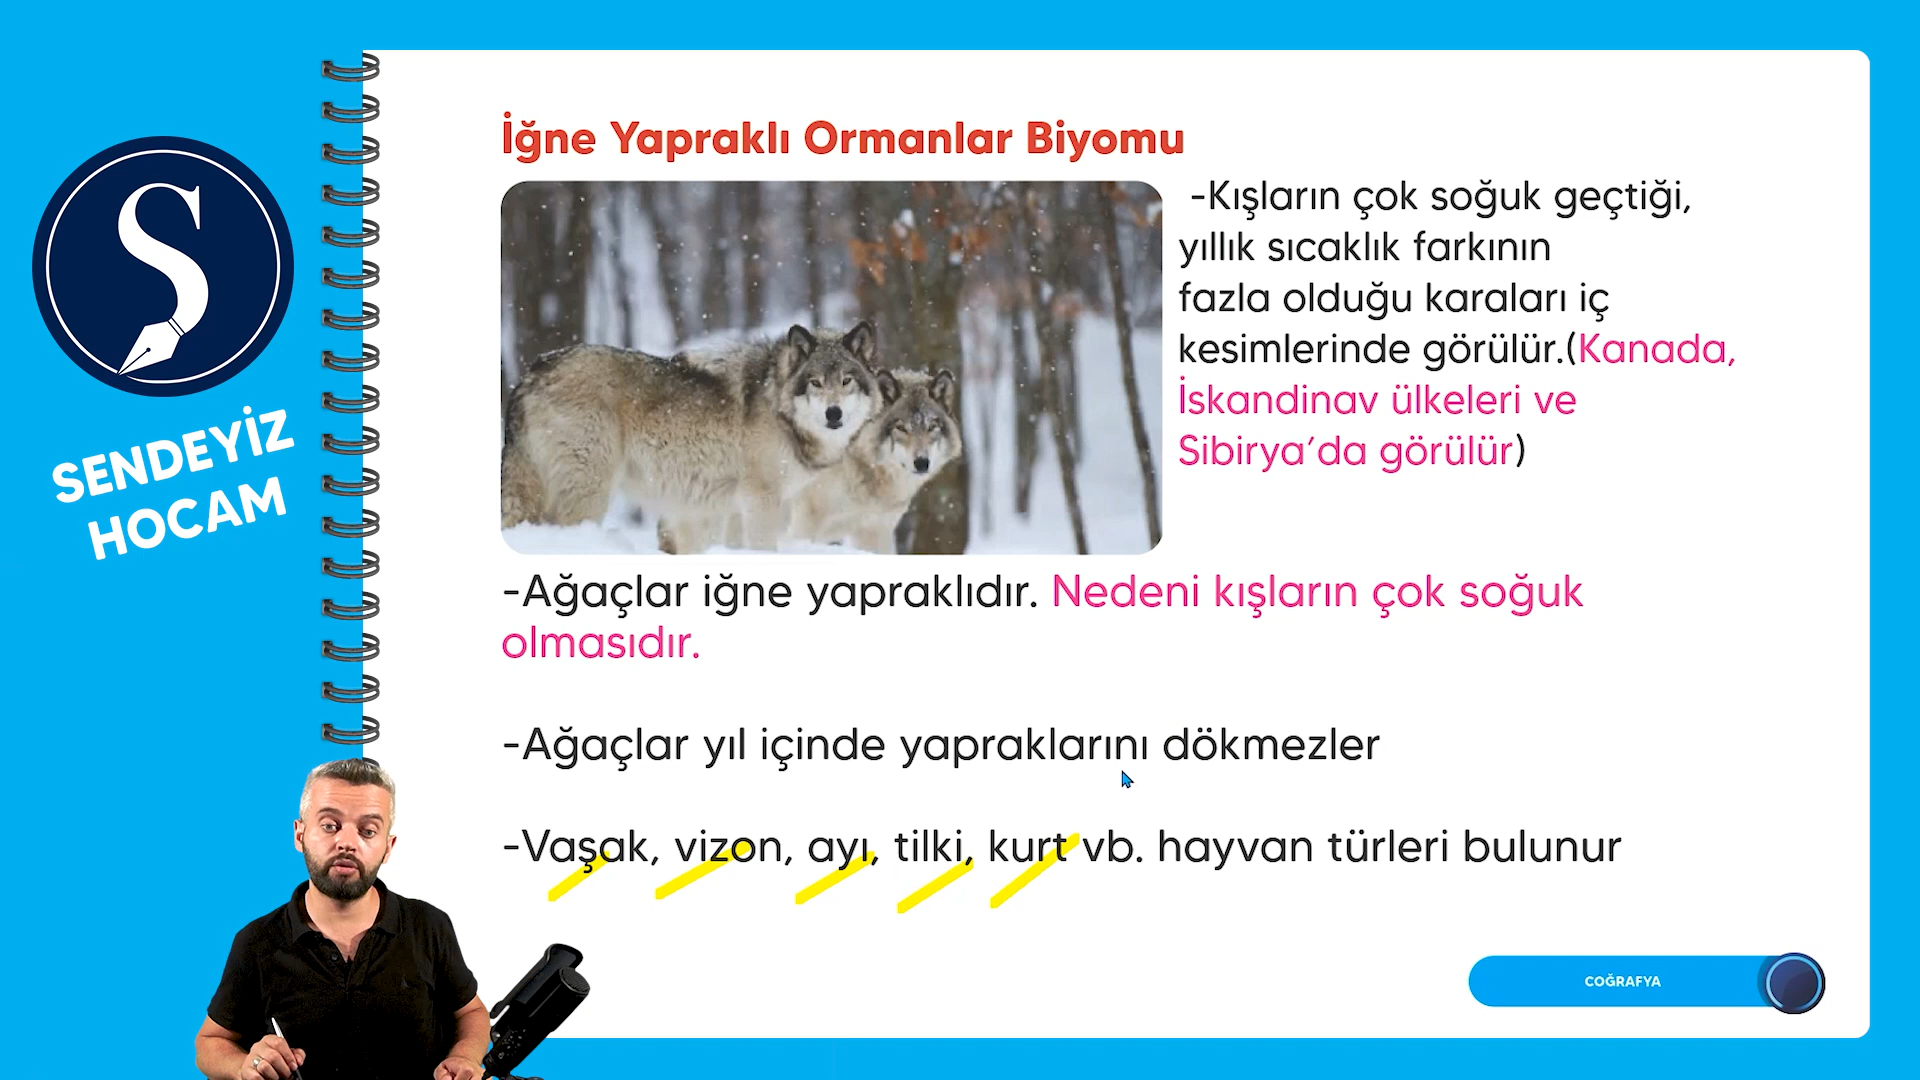 SENDEYİZ
HOCAM
İğne Yapraklı Ormanlar Biyomu
-Kışların çok soğuk geçtiği,
yıllık sıcaklık farkının
fazla olduğu karaları iç
kesimlerinde görülür.(Kanada,
İskandinav ülkeleri ve
Sibirya’da görülür)
-Ağaçlar iğne yapraklıdır. Nedeni kışların çok soğuk
olmasıdır.
-Ağaçlar yıl içinde yapraklarını dökmezler
-Vaşak, vizon, ayı, tilki, kurt vb. hayvan türleri bulunur
COĞRAFYA